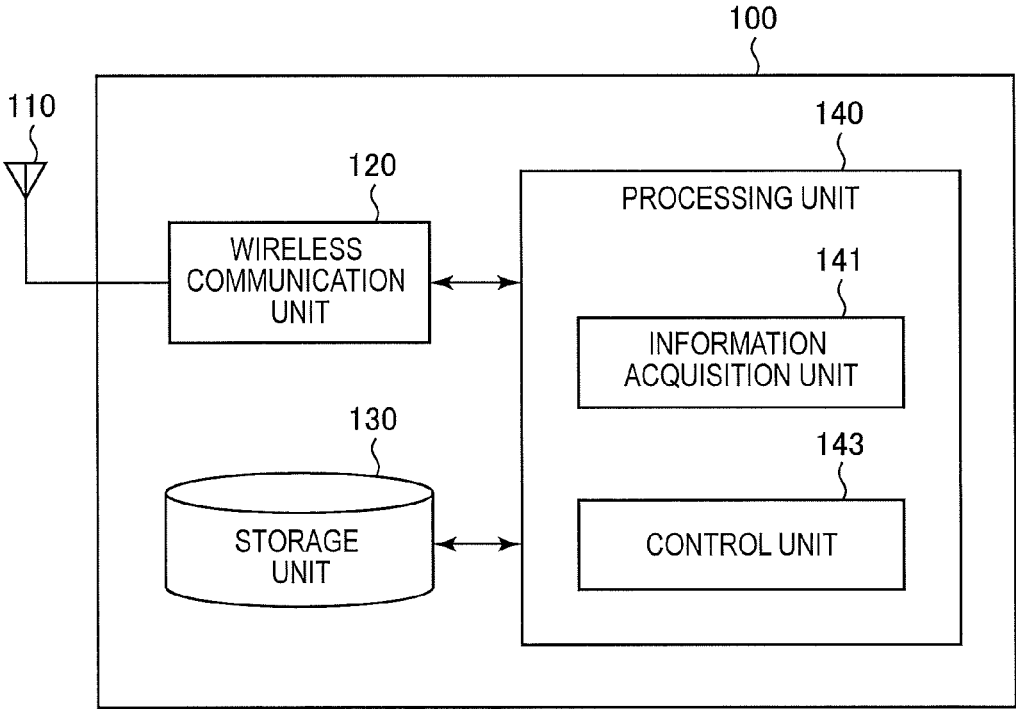 100
110
140
120
PROCESSING UNIT
WIRELESS
COMMUNICATION
UNIT
141
INFORMATION
ACQUISITION UNIT
130
143
STORAGE
UNIT
CONTROL UNIT